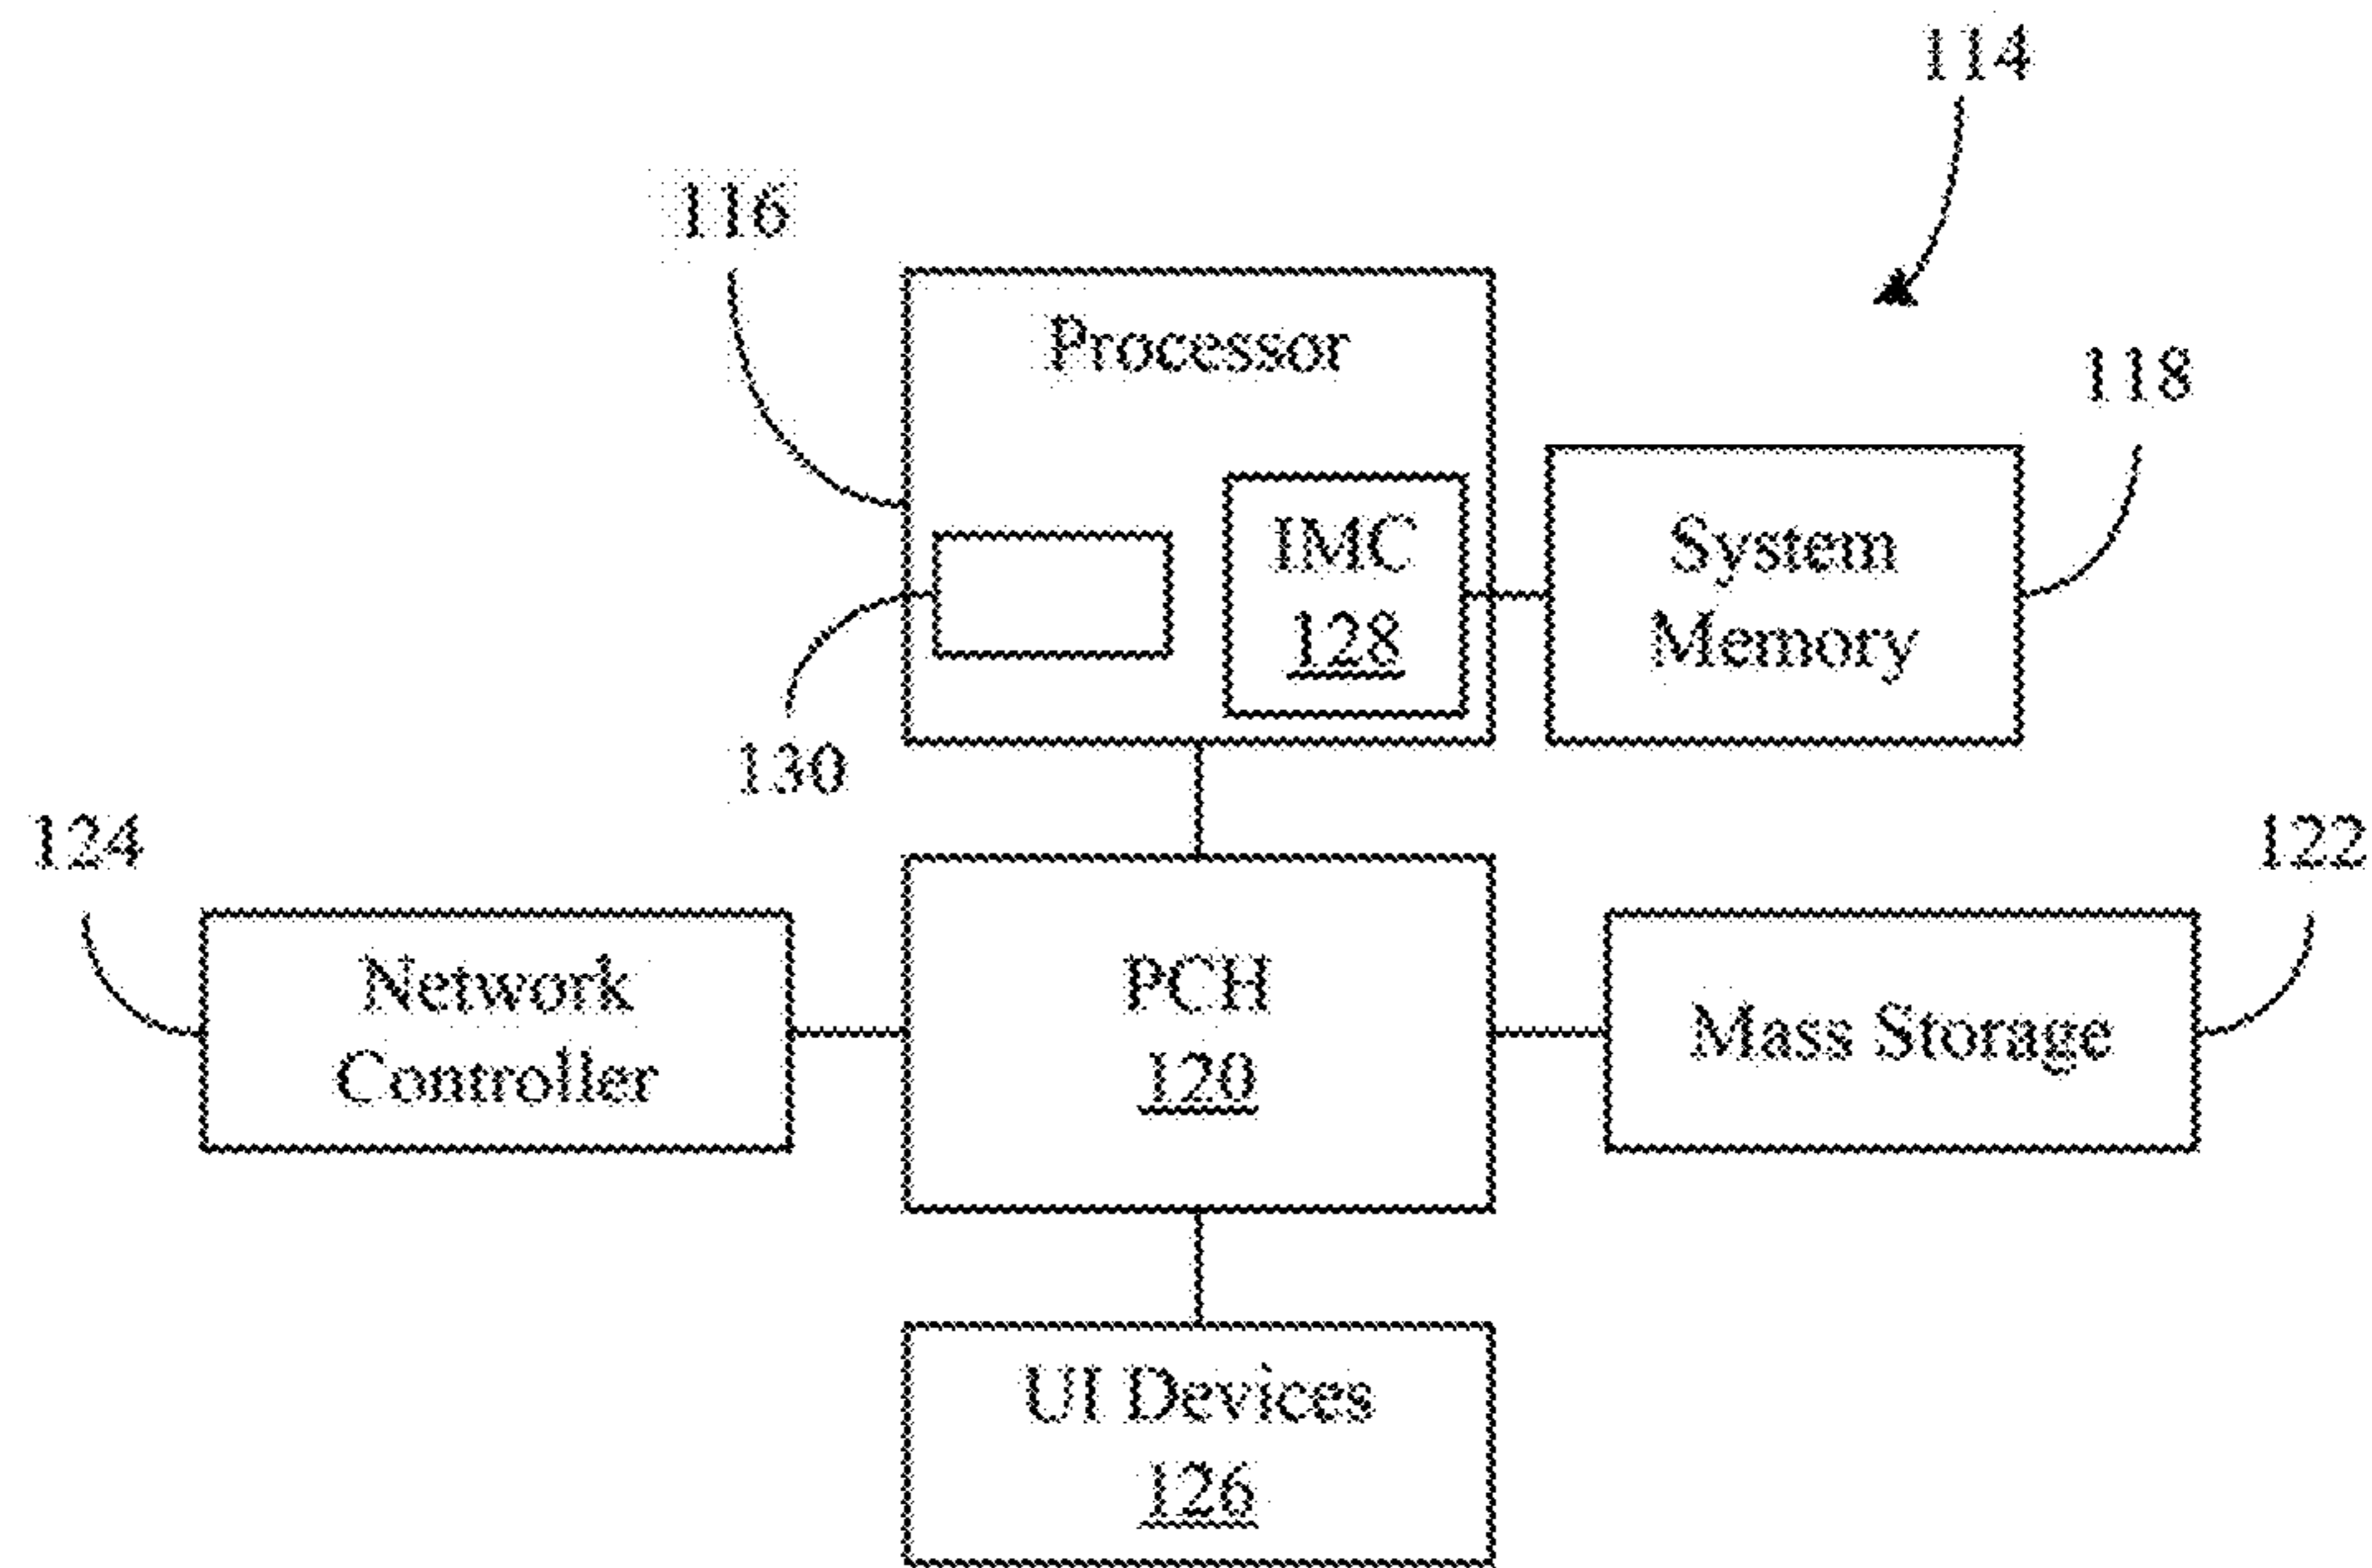 114
116
Processor
118
IMC
128
System
Memory
130
124
122
Network
Controller
PCH
120
Mass Storage
UI Devices
126